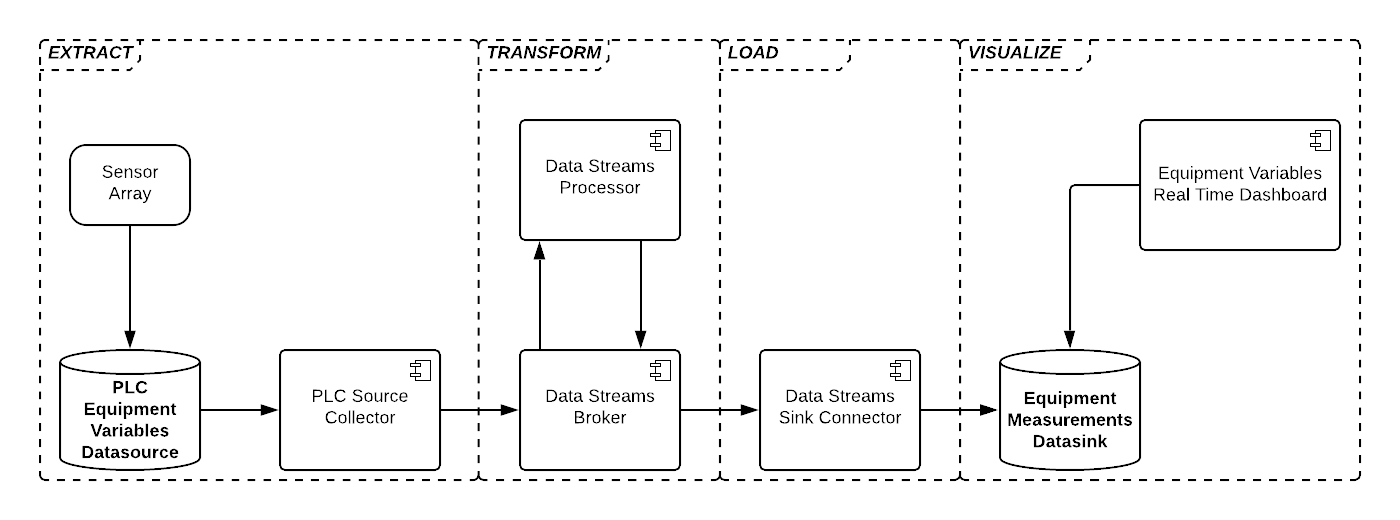 EXTRACT
TRANSFORM
LOAD
VISUALIZE
Sensor
Array
Data Streams
Processor
Equipment Variables
Real Time Dashboard
PLC
Equipment
Variables
Datasource
PLC Source
Collector
Data Streams
Broker
Data Streams
Sink Connector
Equipment
Measurements
Datasink